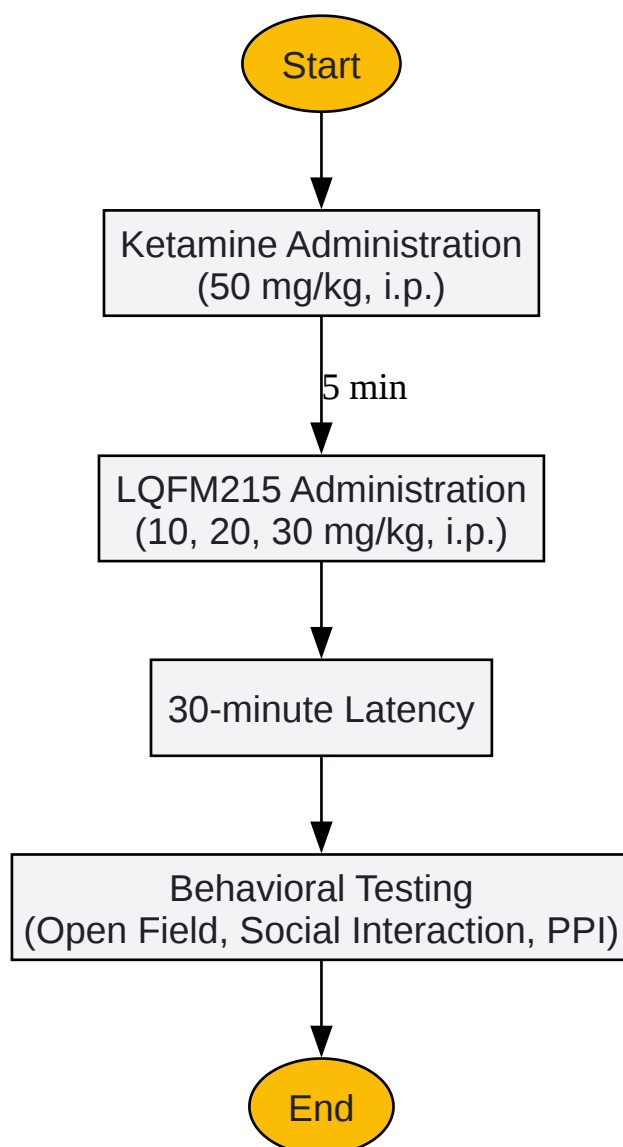 Start
Ketamine Administration
(50 mg/kg, i.p.)
5 min
LQFM215 Administration
(10, 20, 30 mg/kg, i.p.)
30-minute Latency
Behavioral Testing
(Open Field, Social Interaction, PPI)
End